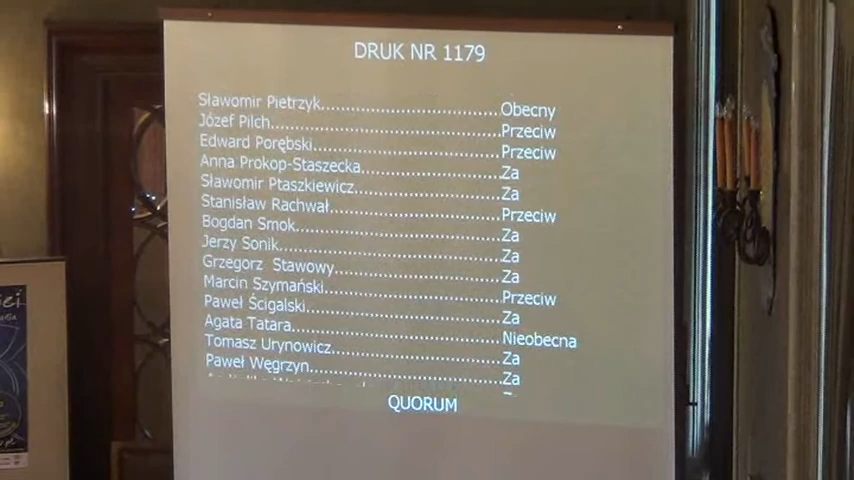 DRUK NR 1179
Sławomir Pietrzyk.......................................Obecny
Józef Pilch..................................................Przeciw
Edward Porębski.........................................Przeciw
Anna Prokop-Staszecka..............................Za
Sławomir Ptaszkiewicz................................Za
Stanisław Rachwał......................................Przeciw
Bogdan Smok.............................................Za
Jerzy Sonik.................................................Za
Grzegorz  Stawowy.....................................Za
Marcin Szymański.......................................Przeciw
Paweł Ścigalski...........................................Za
Agata Tatara..............................................Nieobecna
Tomasz Urynowicz......................................Za
Paweł Węgrzyn...........................................Za
QUORUM